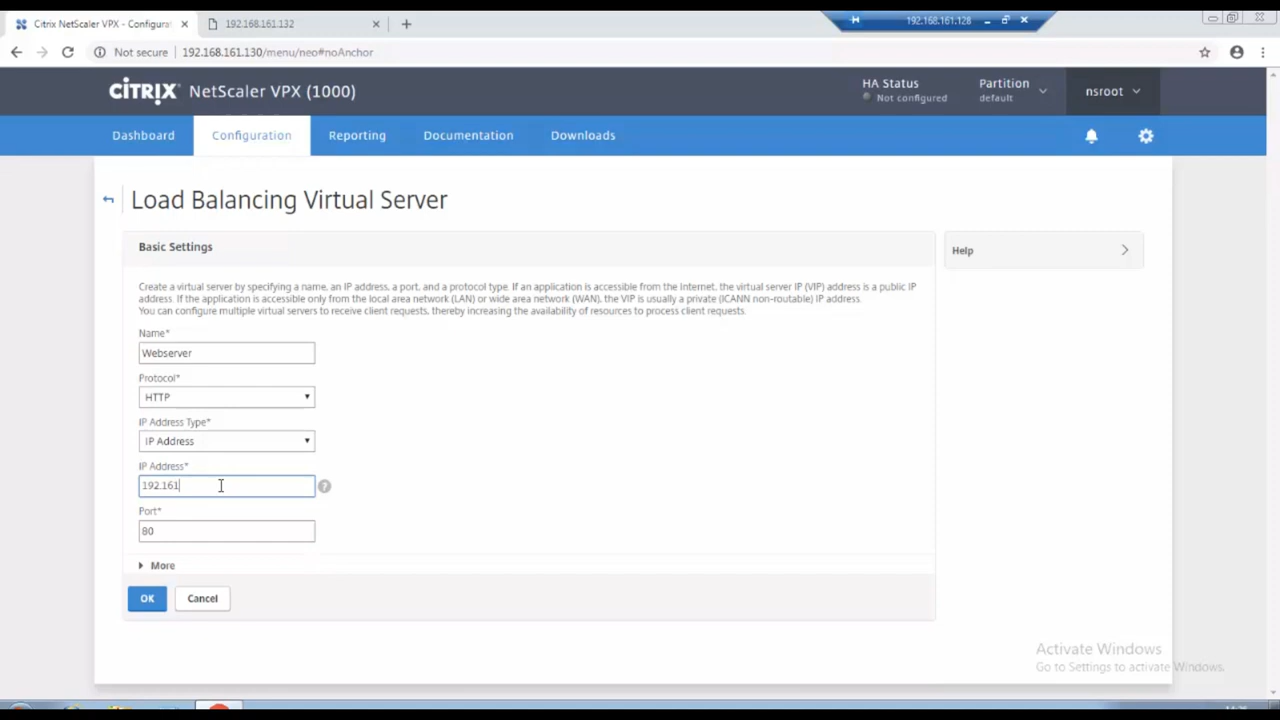 Citrix NetScaler VPX - Configura
192.168.161.132
192.168.161.128
Not secure
192.168.161.130/menu/neo#noAnchor
CITRIX NetScaler VPX (1000)
HA Status
Not configured
Partition
default
nsroot
Dashboard
Configuration
Reporting
Documentation
Downloads
Load Balancing Virtual Server
Basic Settings
Help
Create a virtual server by specifying a name, an IP address, a port, and a protocol type. If an application is accessible from the Internet, the virtual server IP (VIP) address is a public IP
address. If the application is accessible only from the local area network (LAN) or wide area network (WAN), the VIP is usually a private (ICANN non-routable) IP address.
You can configure multiple virtual servers to receive client requests, thereby increasing the availability of resources to process client requests.
Name*
Webserver
Protocol*
HTTP
IP Address Type*
IP Address
IP Address*
192.161
Port*
80
More
OK
Cancel
Activate Windows
Go to Settings to activate Windows.